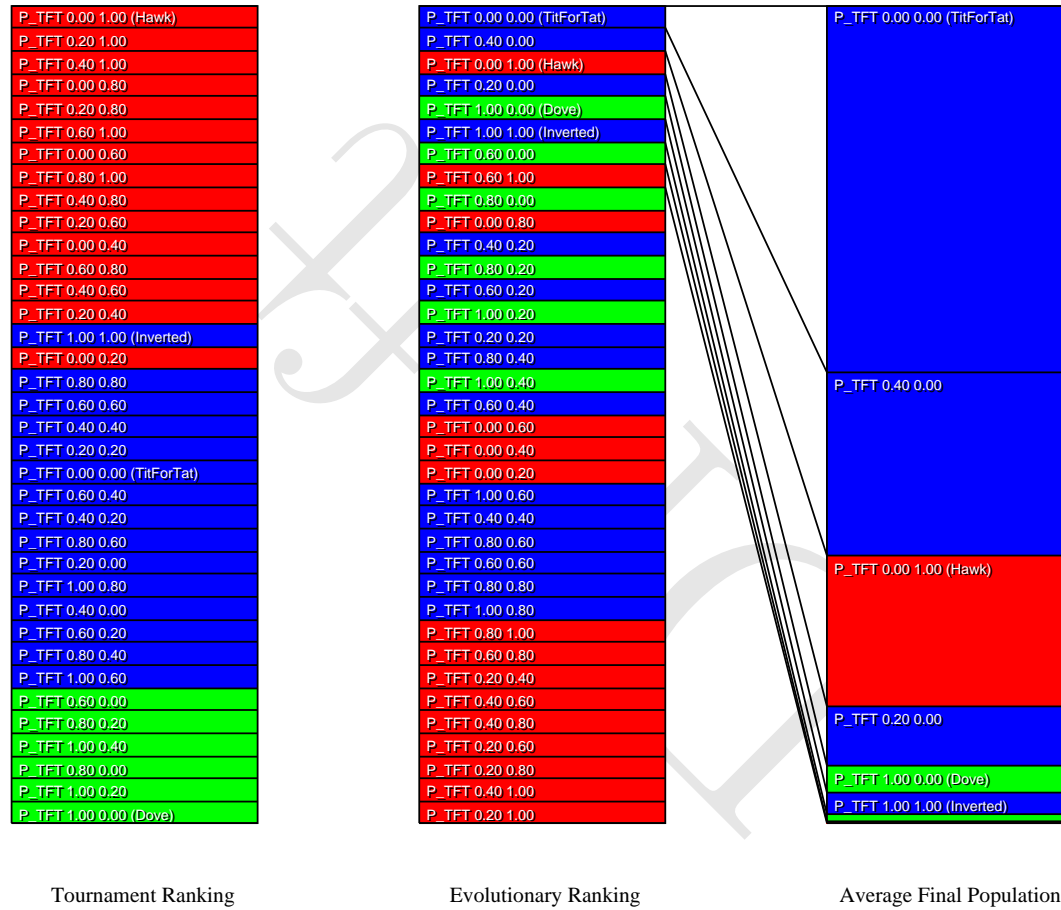 P_TFT 0.00 1.00 (Hawk)
P_TFT 0.20 1.00
P_TFT 0.40 1.00
P_TFT 0.00 0.80
P_TFT 0.20 0.80
P_TFT 0.60 1.00
P_TFT 0.00 0.60
P_TFT 0.80 1.00
P_TFT 0.40 0.80
P_TFT 0.20 0.60
P_TFT 0.00 0.40
P_TFT 0.60 0.80
P_TFT 0.40 0.60
P_TFT 0.20 0.40
P_TFT 1.00 1.00 (Inverted)
P_TFT 0.00 0.20
P_TFT 0.80 0.80
P_TFT 0.60 0.60
P_TFT 0.40 0.40
P_TFT 0.20 0.20
P_TFT 0.00 0.00 (TitForTat)
P_TFT 0.60 0.40
P_TFT 0.40 0.20
P_TFT 0.80 0.60
P_TFT 0.20 0.00
P_TFT 1.00 0.80
P_TFT 0.40 0.00
P_TFT 0.60 0.20
P_TFT 0.80 0.40
P_TFT 1.00 0.60
P_TFT 0.60 0.00
P_TFT 0.80 0.20
P_TFT 1.00 0.40
P_TFT 0.80 0.00
P_TFT 1.00 0.20
P_TFT 1.00 0.00 (Dove)
Tournament Ranking
P_TFT 0.00 0.00 (TitForTat)
P_TFT 0.40 0.00
P_TFT 0.00 1.00 (Hawk)
P_TFT 0.20 0.00
P_TFT 1.00 0.00 (Dove)
P_TFT 1.00 1.00 (Inverted)
P_TFT 0.60 0.00
P_TFT 0.60 1.00
P_TFT 0.80 0.00
P_TFT 0.00 0.80
P_TFT 0.40 0.20
P_TFT 0.80 0.20
P_TFT 0.60 0.20
P_TFT 1.00 0.20
P_TFT 0.20 0.20
P_TFT 0.80 0.40
P_TFT 1.00 0.40
P_TFT 0.60 0.40
P_TFT 0.00 0.60
P_TFT 0.00 0.40
P_TFT 0.00 0.20
P_TFT 1.00 0.60
P_TFT 0.40 0.40
P_TFT 0.80 0.60
P_TFT 0.60 0.60
P_TFT 0.80 0.80
P_TFT 1.00 0.80
P_TFT 0.80 1.00
P_TFT 0.60 0.80
P_TFT 0.20 0.40
P_TFT 0.40 0.60
P_TFT 0.40 0.80
P_TFT 0.20 0.60
P_TFT 0.20 0.80
P_TFT 0.40 1.00
P_TFT 0.20 1.00
Evolutionary Ranking
P_TFT 0.00 0.00 (TitForTat)
P_TFT 0.40 0.00
P_TFT 0.00 1.00 (Hawk)
P_TFT 0.20 0.00
P_TFT 1.00 0.00 (Dove)
P_TFT 1.00 1.00 (Inverted)
Average Final Population